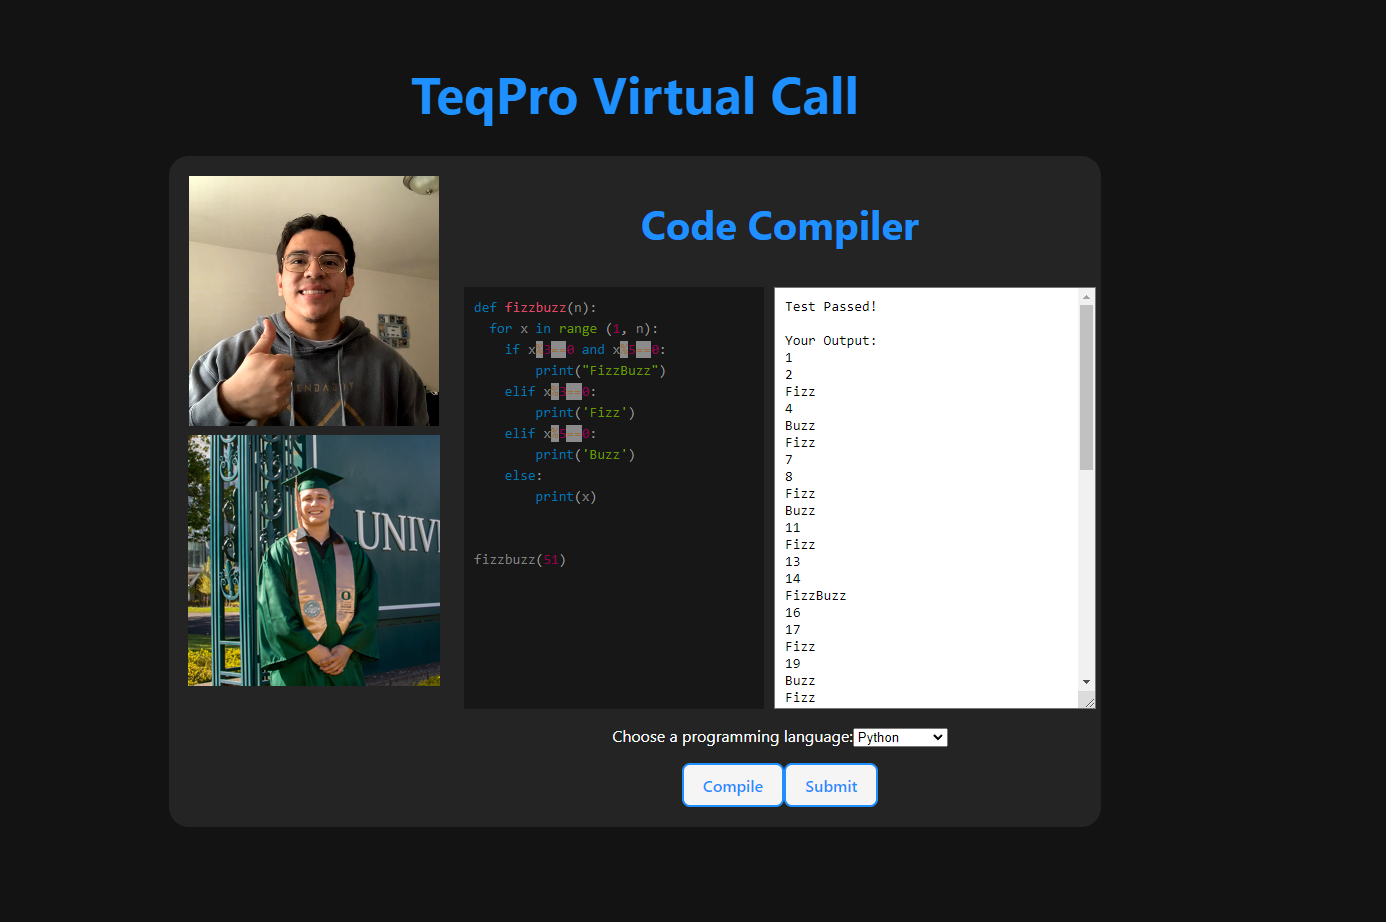 TeqPro Virtual Call
ENDABIT
UNIV
Code Compiler
def fizzbuzz(n):
  for x in range (1, n):
    if x%3==0 and x%5==0:
        print("FizzBuzz")
    elif x%3==0:
        print('Fizz')
    elif x%5==0:
        print('Buzz')
    else:
        print(x)
fizzbuzz(51)
Test Passed!
Your Output:
1
2
Fizz
4
Buzz
Fizz
7
8
Fizz
Buzz
11
Fizz
13
14
FizzBuzz
16
17
Fizz
19
Buzz
Fizz
Choose a programming language: Python
Compile Submit